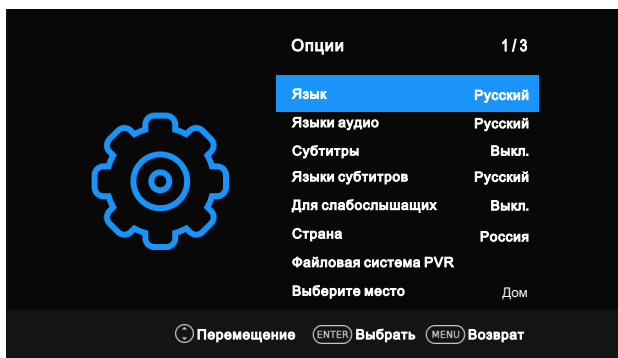 Опции 1/3
Язык Русский
Языки аудио Русский
Субтитры Выкл.
Языки субтитров Русский
Для слабослышащих Выкл.
Страна Россия
Файловая система PVR
Выберите место Дом
Перемещение ENTER Выбрать MENU Возврат